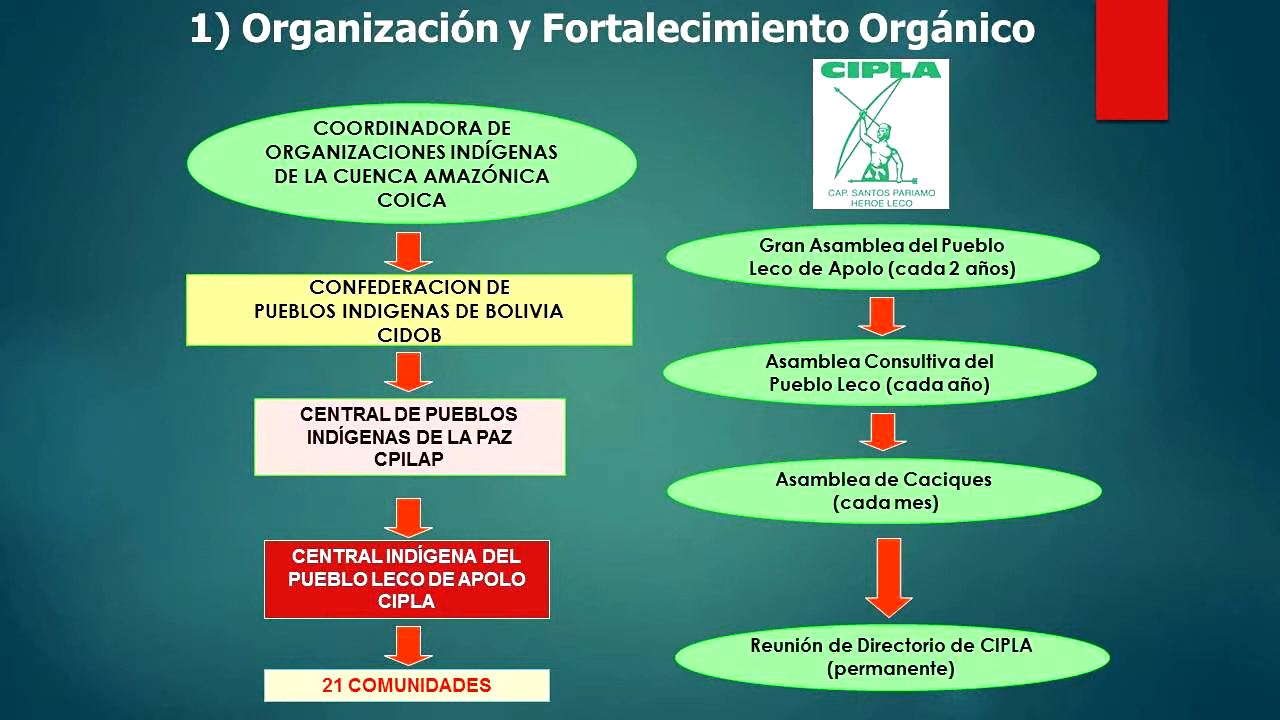 1) Organización y Fortalecimiento Orgánico
COORDINADORA DE
ORGANIZACIONES INDÍGENAS
DE LA CUENCA AMAZÓNICA
COICA
CONFEDERACION DE
PUEBLOS INDIGENAS DE BOLIVIA
CIDOB
CENTRAL DE PUEBLOS
INDÍGENAS DE LA PAZ
CPILAP
CENTRAL INDÍGENA DEL
PUEBLO LECO DE APOLO
CIPLA
21 COMUNIDADES
CIPLA
CAP. SANTOS PARIAMO
HEROE LECO
Gran Asamblea del Pueblo
Leco de Apolo (cada 2 años)
Asamblea Consultiva del
Pueblo Leco (cada año)
Asamblea de Caciques
(cada mes)
Reunión de Directorio de CIPLA
(permanente)